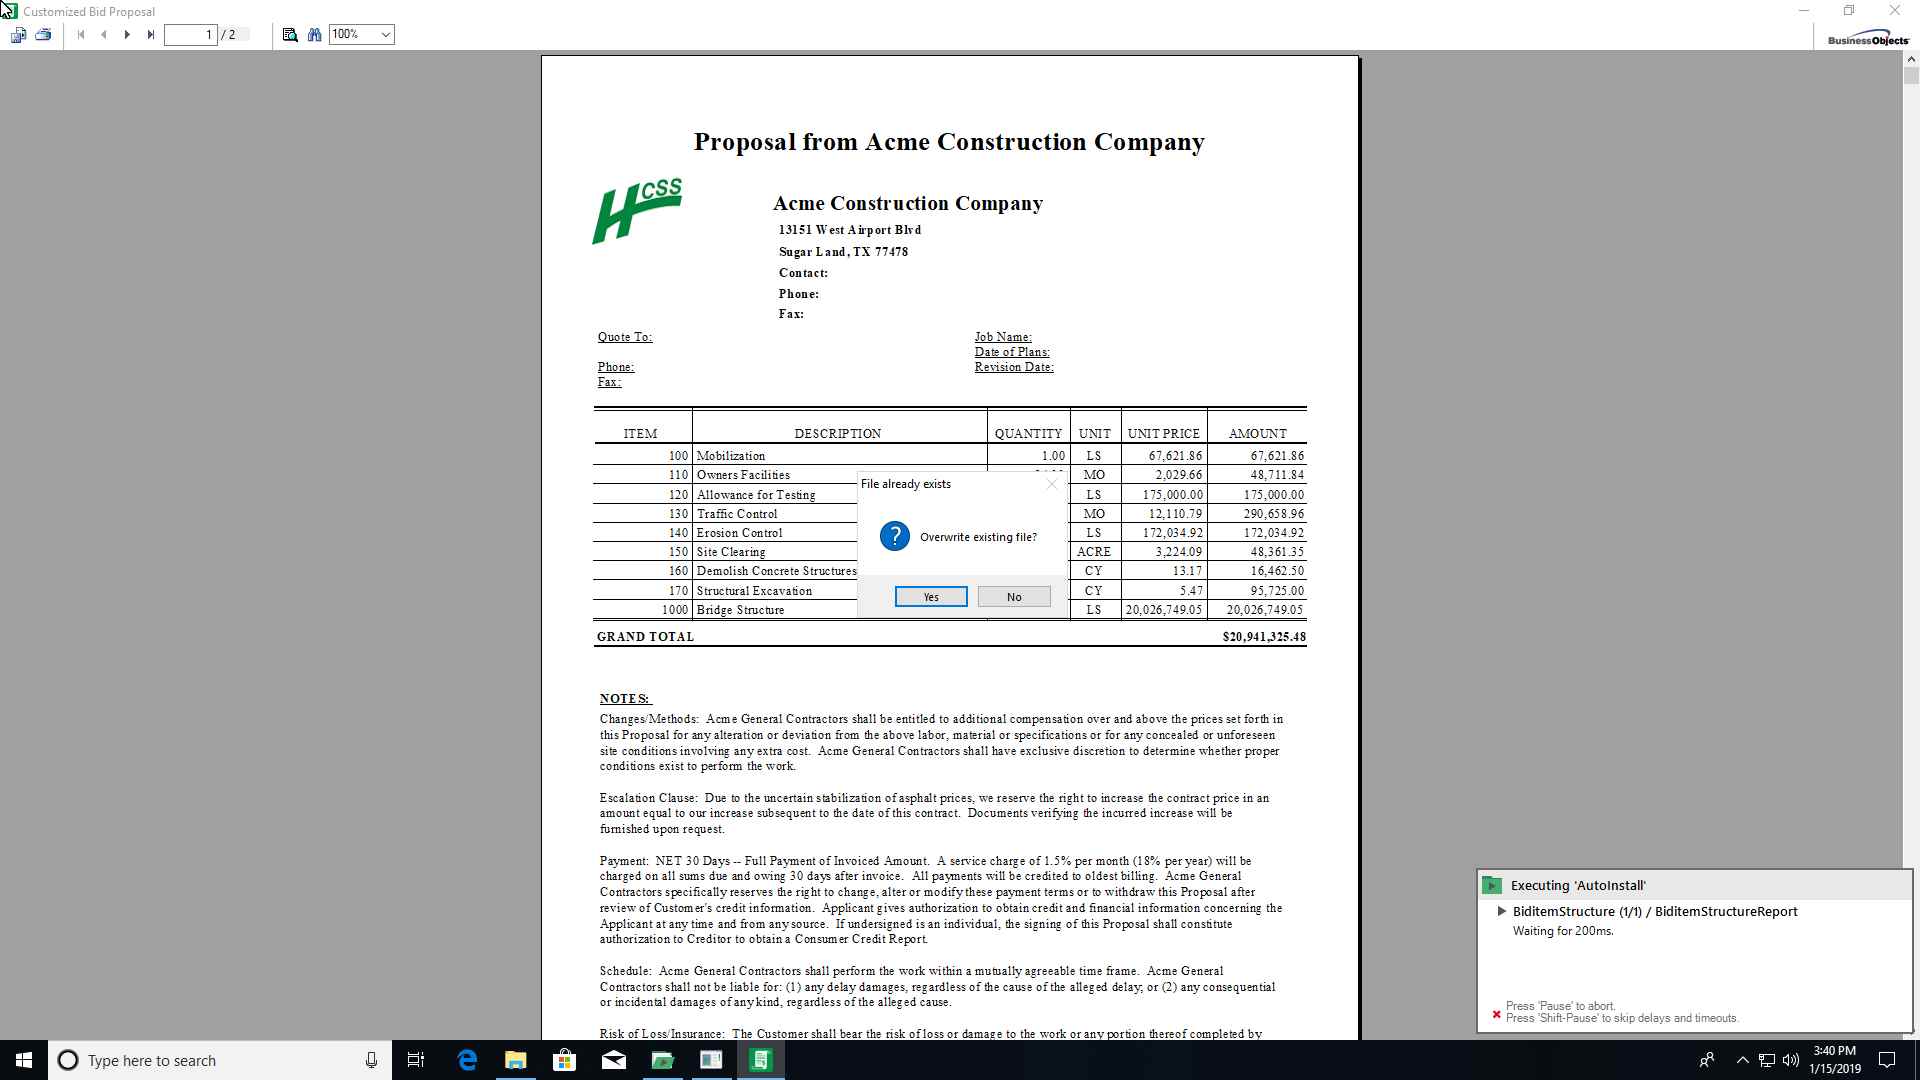 Customized Bid Proposal
1 / 2
100%
BusinessObjects
Proposal from Acme Construction Company
HCSS
Acme Construction Company
13151 West Airport Blvd
Sugar Land, TX 77478
Contact:
Phone:
Fax:
Quote To:
Job Name:
Date of Plans:
Phone:
Revision Date:
Fax:
ITEM DESCRIPTION QUANTITY UNIT UNIT PRICE AMOUNT
100 Mobilization 1.00 LS 67,621.86 67,621.86
110 Owners Facilities MO 2,029.66 48,711.84
120 Allowance for Testing LS 175,000.00 175,000.00
130 Traffic Control MO 12,110.79 290,658.96
140 Erosion Control LS 172,034.92 172,034.92
150 Site Clearing ACRE 3,224.09 48,361.35
160 Demolish Concrete Structures CY 13.17 16,462.50
170 Structural Excavation CY 5.47 95,725.00
1000 Bridge Structure LS 20,026,749.05 20,026,749.05
GRAND TOTAL $20,941,325.48
File already exists
Overwrite existing file?
Yes No
NOTES:
Changes/Methods: Acme General Contractors shall be entitled to additional compensation over and above the prices set forth in
this Proposal for any alteration or deviation from the above labor, material or specifications or for any concealed or unforeseen
site conditions involving any extra cost. Acme General Contractors shall have exclusive discretion to determine whether proper
conditions exist to perform the work.
Escalation Clause: Due to the uncertain stabilization of asphalt prices, we reserve the right to increase the contract price in an
amount equal to our increase subsequent to the date of this contract. Documents verifying the incurred increase will be
furnished upon request.
Payment: NET 30 Days -- Full Payment of Invoiced Amount. A service charge of 1.5% per month (18% per year) will be
charged on all sums due and owing 30 days after invoice. All payments will be credited to oldest billing. Acme General
Contractors specifically reserves the right to change, alter or modify these payment terms or to withdraw this Proposal after
review of Customer's credit information. Applicant gives authorization to obtain credit and financial information concerning the
Applicant at any time and from any source. If undersigned is an individual, the signing of this Proposal shall constitute
authorization to Creditor to obtain a Consumer Credit Report.
Schedule: Acme General Contractors shall perform the work within a mutually agreeable time frame. Acme General
Contractors shall not be liable for: (1) any delay damages, regardless of the cause of the alleged delay; or (2) any consequential
or incidental damages of any kind, regardless of the alleged cause.
Risk of Loss/Insurance: The Customer shall bear the risk of loss or damage to the work or any portion thereof completed by
Executing 'AutoInstall'
BiditemStructure (1/1) / BiditemStructureReport
Waiting for 200ms.
Press 'Pause' to abort.
Press 'Shift-Pause' to skip delays and timeouts.
Type here to search
3:40 PM
1/15/2019